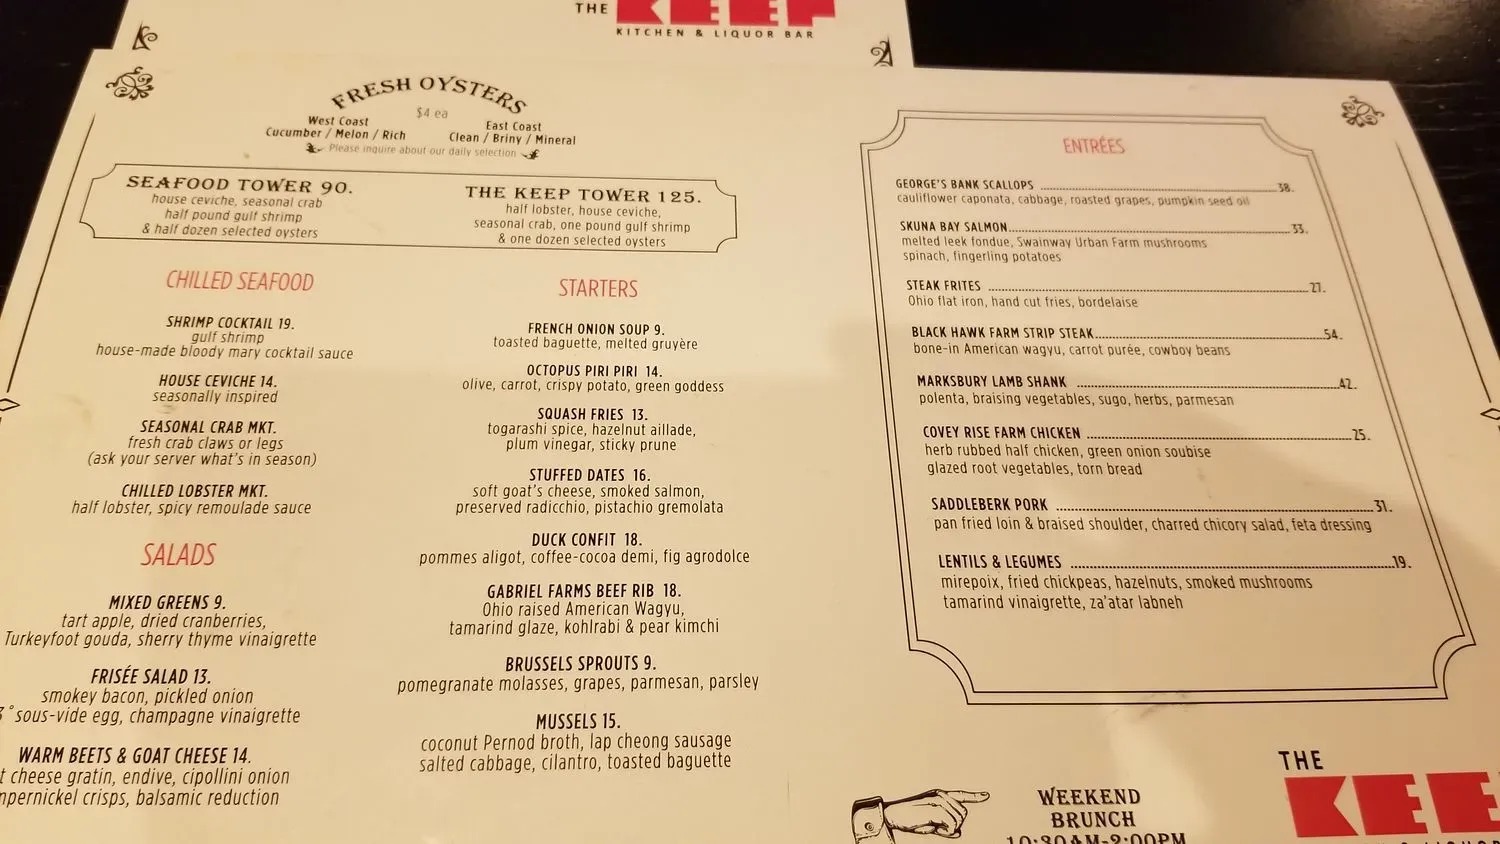 THE KEEP
KITCHEN & LIQUOR BAR
FRESH OYSTERS
$4 ea
West Coast
Cucumber / Melon / Rich
East Coast
Clean / Briny / Mineral
Please inquire about our daily selection
SEAFOOD TOWER 90.
house ceviche, seasonal crab
half pound gulf shrimp
& half dozen selected oysters
THE KEEP TOWER 125.
half lobster, house ceviche,
seasonal crab, one pound gulf shrimp
& one dozen selected oysters
CHILLED SEAFOOD
SHRIMP COCKTAIL 19.
gulf shrimp
house-made bloody mary cocktail sauce
HOUSE CEVICHE 14.
seasonally inspired
SEASONAL CRAB MKT.
fresh crab claws or legs
(ask your server what's in season)
CHILLED LOBSTER MKT.
half lobster, spicy remoulade sauce
SALADS
MIXED GREENS 9.
tart apple, dried cranberries,
Turkeyfoot gouda, sherry thyme vinaigrette
FRISÉE SALAD 13.
smokey bacon, pickled onion
3° sous-vide egg, champagne vinaigrette
WARM BEETS & GOAT CHEESE 14.
t cheese gratin, endive, cipollini onion
mpernickel crisps, balsamic reduction
STARTERS
FRENCH ONION SOUP 9.
toasted baguette, melted gruyère
OCTOPUS PIRI PIRI 14.
olive, carrot, crispy potato, green goddess
SQUASH FRIES 13.
togarashi spice, hazelnut aillade,
plum vinegar, sticky prune
STUFFED DATES 16.
soft goat's cheese, smoked salmon,
preserved radicchio, pistachio gremolata
DUCK CONFIT 18.
pommes aligot, coffee-cocoa demi, fig agrodolce
GABRIEL FARMS BEEF RIB 18.
Ohio raised American Wagyu,
tamarind glaze, kohlrabi & pear kimchi
BRUSSELS SPROUTS 9.
pomegranate molasses, grapes, parmesan, parsley
MUSSELS 15.
coconut Pernod broth, lap cheong sausage
salted cabbage, cilantro, toasted baguette
ENTRÉES
GEORGE'S BANK SCALLOPS 38.
cauliflower caponata, cabbage, roasted grapes, pumpkin seed oil
SKUNA BAY SALMON 33.
melted leek fondue, Swainway Urban Farm mushrooms
spinach, fingerling potatoes
STEAK FRITES 27.
Ohio flat iron, hand cut fries, bordelaise
BLACK HAWK FARM STRIP STEAK 54.
bone-in American wagyu, carrot purée, cowboy beans
MARKSBURY LAMB SHANK 42.
polenta, braising vegetables, sugo, herbs, parmesan
COVEY RISE FARM CHICKEN 25.
herb rubbed half chicken, green onion soubise
glazed root vegetables, torn bread
SADDLEBERK PORK 31.
pan fried loin & braised shoulder, charred chicory salad, feta dressing
LENTILS & LEGUMES 19.
mirepoix, fried chickpeas, hazelnuts, smoked mushrooms
tamarind vinaigrette, za'atar labneh
WEEKEND
BRUNCH
10:30AM-2:00PM
THE
KEE